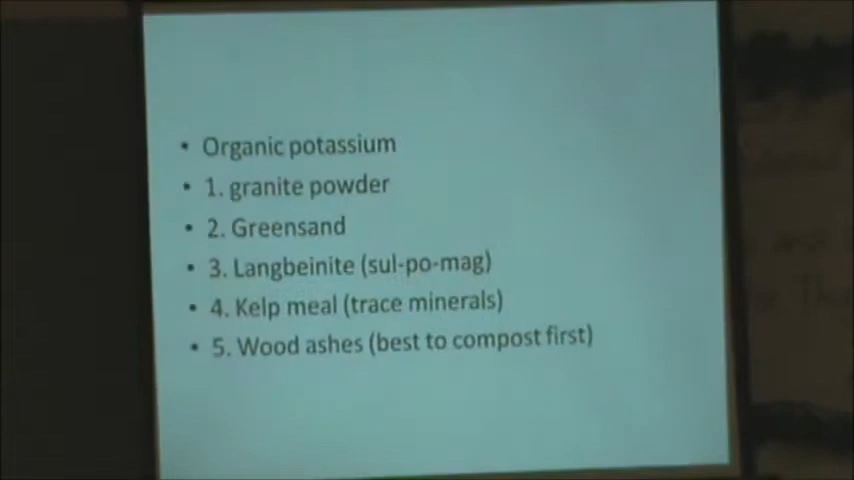 • Organic potassium
• 1. granite powder
• 2. Greensand
• 3. Langbeinite (sul-po-mag)
• 4. Kelp meal (trace minerals)
• 5. Wood ashes (best to compost first)